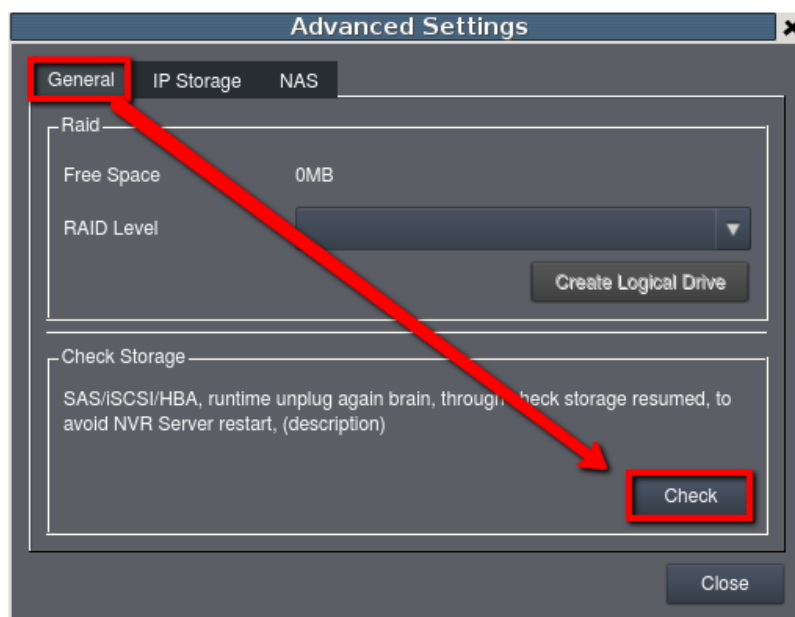 Advanced Settings
General IP Storage NAS
Raid
Free Space 0MB
RAID Level
Create Logical Drive
Check Storage
SAS/iSCSI/HBA, runtime unplug again brain, through check storage resumed, to
avoid NVR Server restart, (description)
Check
Close